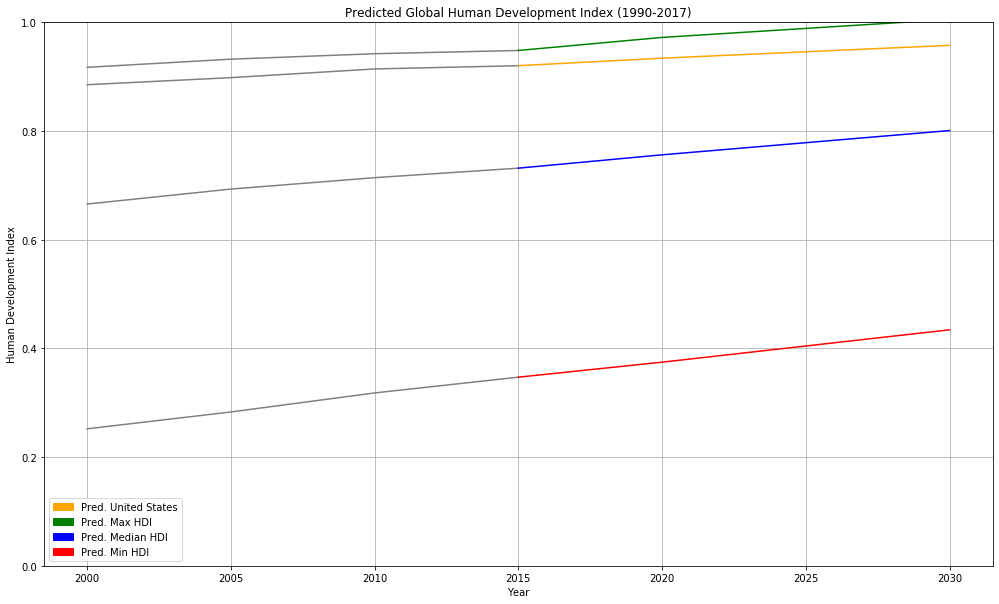 Predicted Global Human Development Index (1990-2017)
1.0
0.8
0.6
0.4
0.2
0.0
Human Development Index
Pred. United States
Pred. Max HDI
Pred. Median HDI
Pred. Min HDI
2000 2005 2010 2015 2020 2025 2030
Year